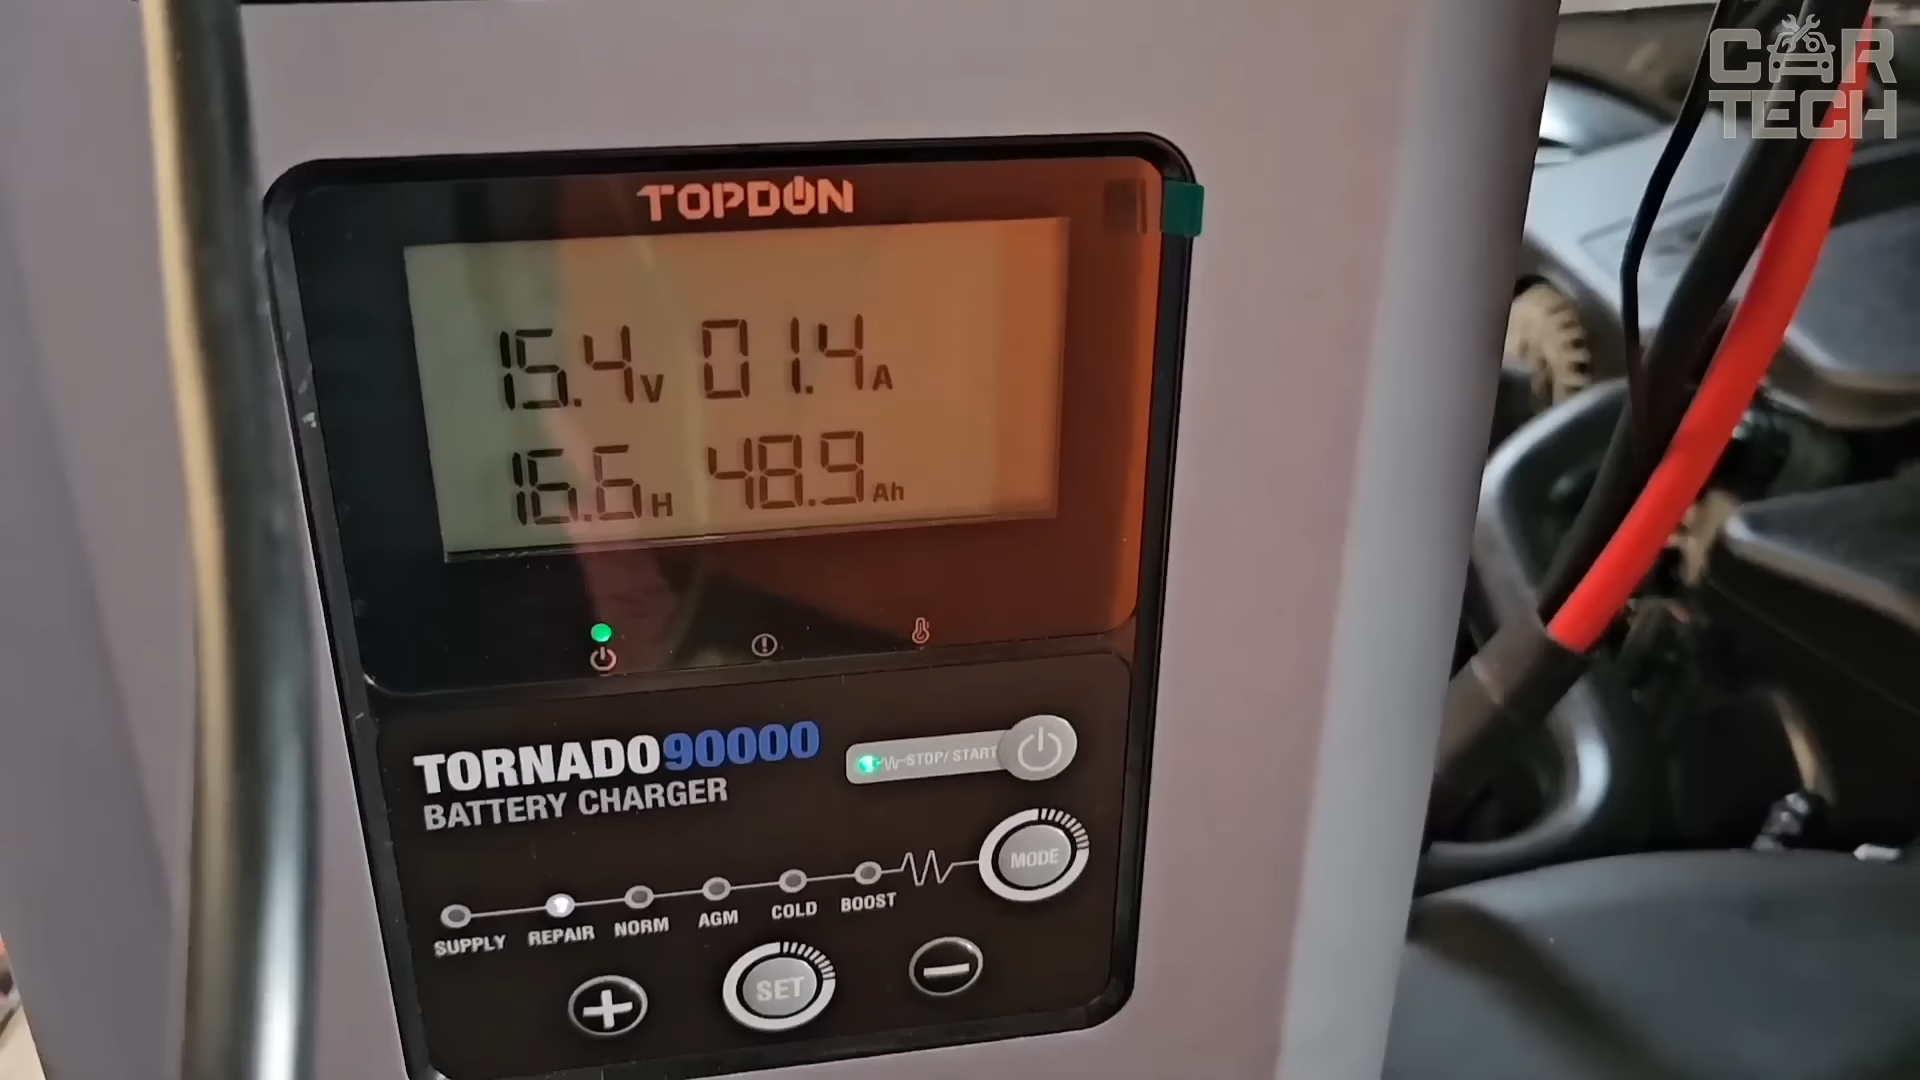 CAR
TECH
TOPDON
15.4V 01.4A
16.6H 48.9Ah
TORNADO90000
BATTERY CHARGER
STOP/START
MODE
SUPPLY REPAIR NORM AGM COLD BOOST
SET